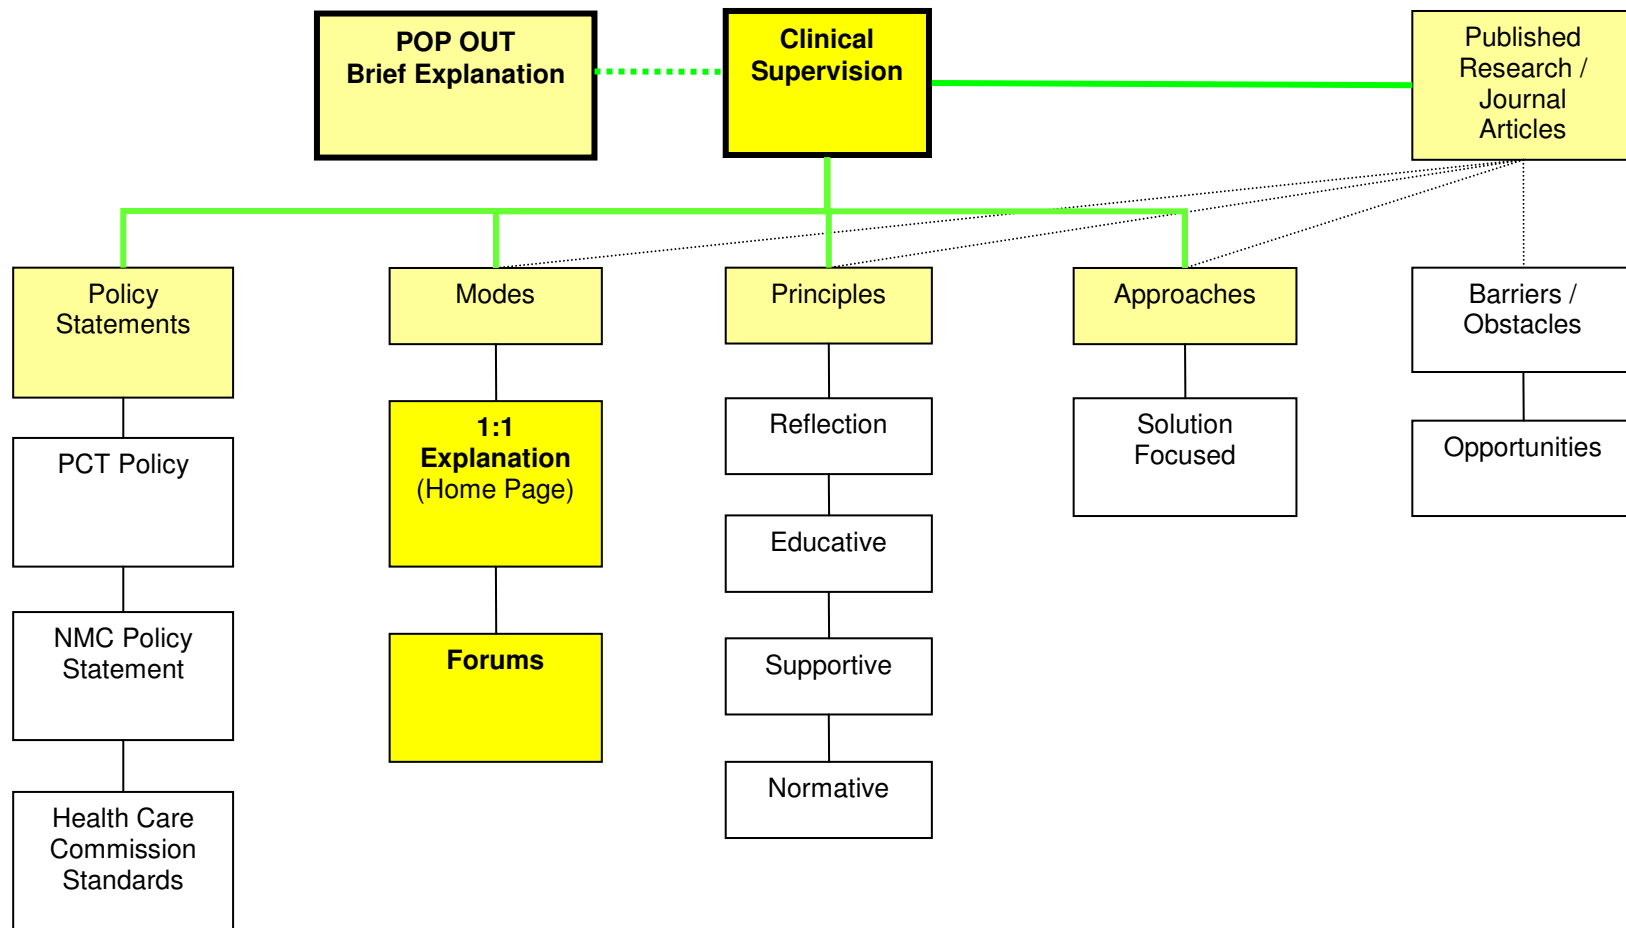 POP OUT
Brief Explanation
Clinical
Supervision
Published
Research /
Journal
Articles
Policy
Statements
Modes
Principles
Approaches
Barriers /
Obstacles
PCT Policy
NMC Policy
Statement
Health Care
Commission
Standards
1:1
Explanation
(Home Page)
Forums
Reflection
Educative
Supportive
Normative
Solution
Focused
Opportunities